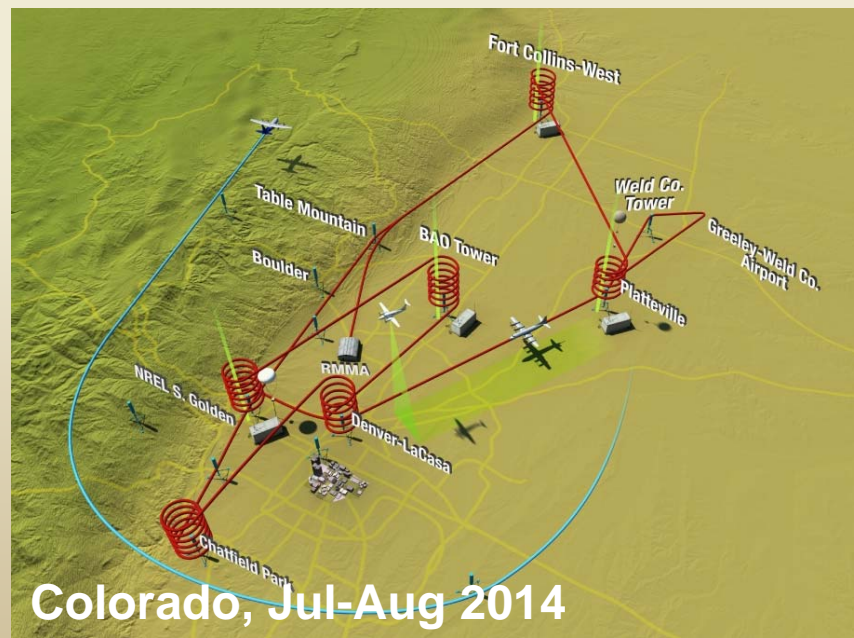 Fort Collins-West
Weld Co.
Tower
Table Mountain
BAO Tower
Greeley-Weld Co.
Airport
Boulder
Platteville
RMMA
NREL S. Golden
Denver-LaCasa
Chatfield Park
Colorado, Jul-Aug 2014